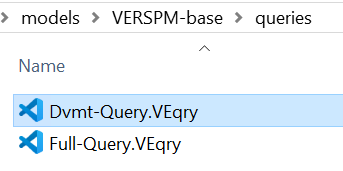 models > VERSPM-base > queries
Name
Dvmt-Query.VEqry
Full-Query.VEqry